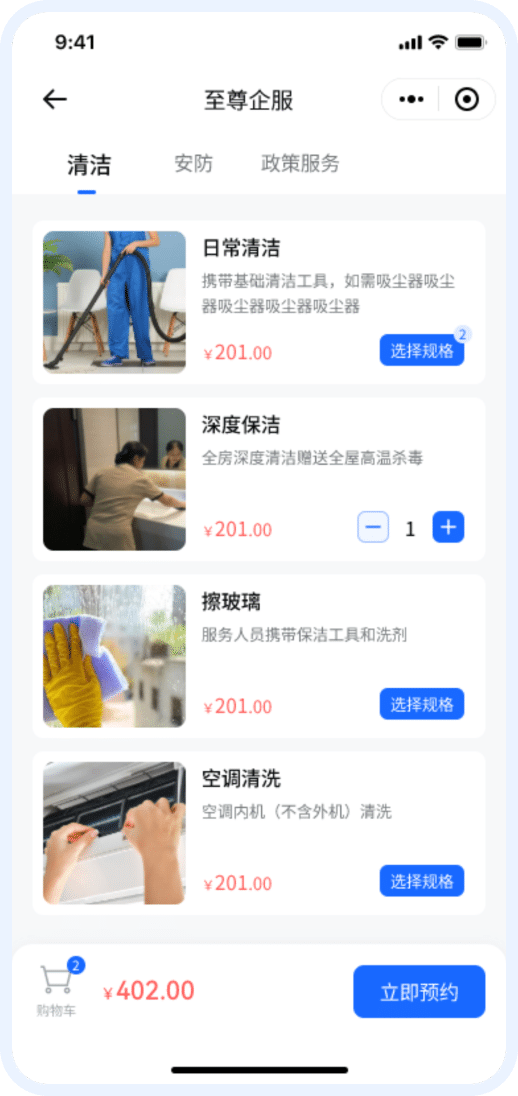 9:41
至尊企服
清洁 安防 政策服务
日常清洁
携带基础清洁工具，如需吸尘器吸尘
器吸尘器吸尘器吸尘器
¥201.00
选择规格
2
深度保洁
全房深度清洁赠送全屋高温杀毒
¥201.00
1
擦玻璃
服务人员携带保洁工具和洗剂
¥201.00
选择规格
空调清洗
空调内机（不含外机）清洗
¥201.00
选择规格
2
购物车
¥402.00
立即预约